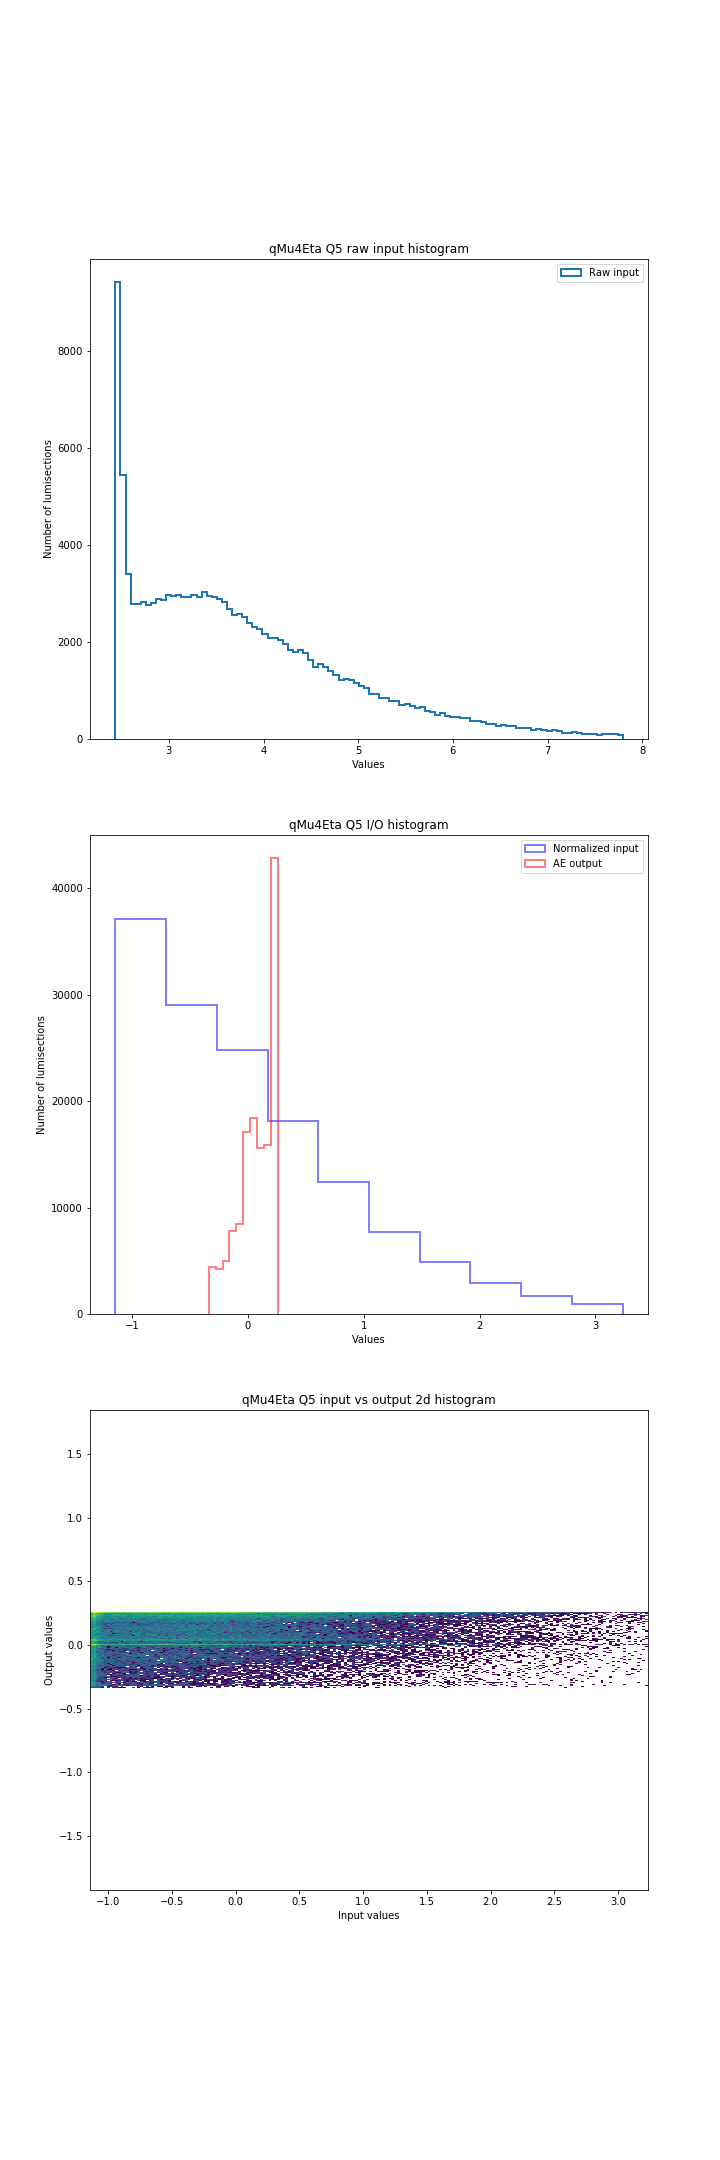 qMu4Eta Q5 raw input histogram
Raw input
8000
6000
4000
2000
0
Number of lumisections
3 4 5 6 7 8
Values
qMu4Eta Q5 I/O histogram
Normalized input
AE output
40000
30000
20000
10000
0
Number of lumisections
−1 0 1 2 3
Values
qMu4Eta Q5 input vs output 2d histogram
1.5
1.0
0.5
0.0
−0.5
−1.0
−1.5
Output values
−1.0 −0.5 0.0 0.5 1.0 1.5 2.0 2.5 3.0
Input values